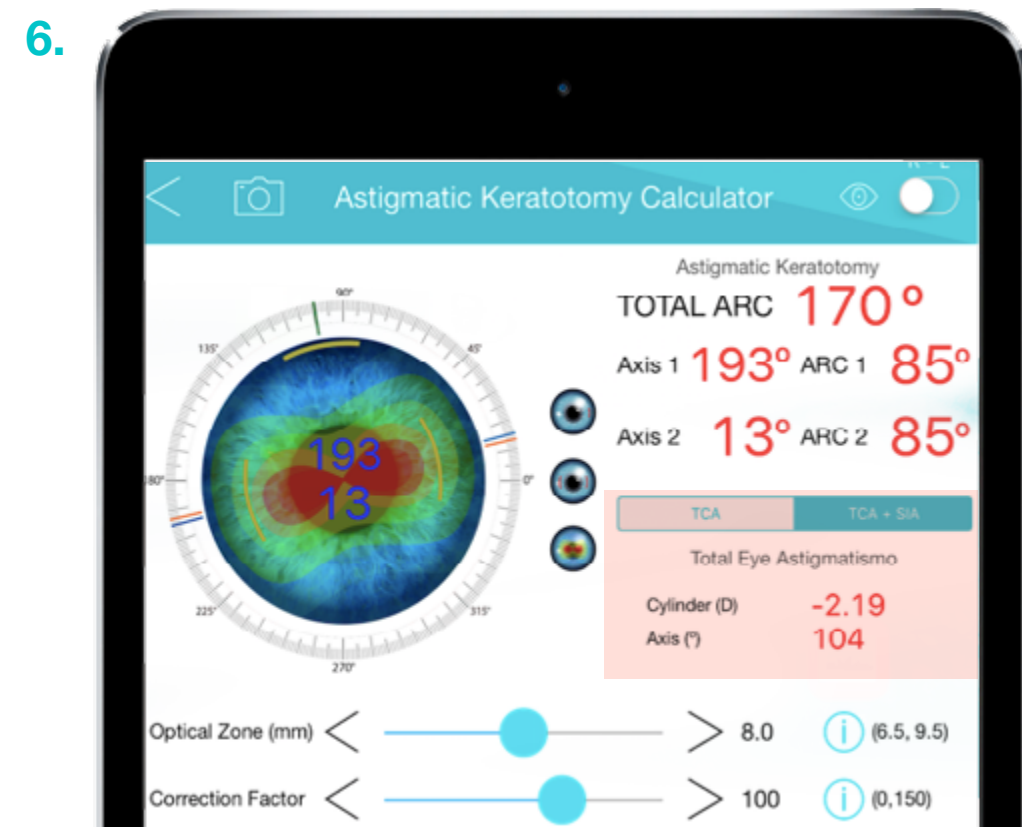 6.
Astigmatic Keratotomy Calculator
Astigmatic Keratotomy
TOTAL ARC 170º
Axis 1 193º ARC 1 85º
Axis 2 13º ARC 2 85º
90°
135°
45°
0°
225°
315°
270°
193
13
TCA TCA + SIA
Total Eye Astigmatismo
Cylinder (D) -2.19
Axis (º) 104
Optical Zone (mm) < > 8.0 i (6.5, 9.5)
Correction Factor < > 100 i (0,150)